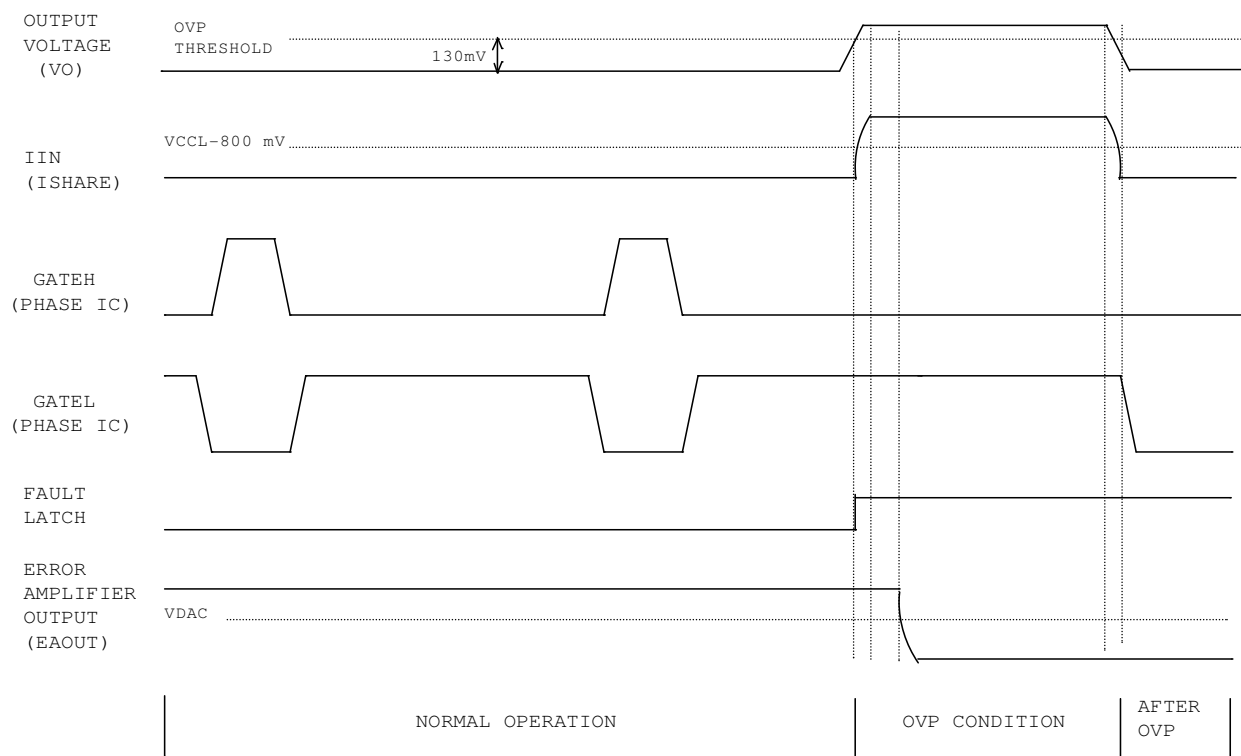 OUTPUT
VOLTAGE
(VO)
OVP
THRESHOLD
130mV
VCCL-800 mV
IIN
(ISHARE)
GATEH
(PHASE IC)
GATEL
(PHASE IC)
FAULT
LATCH
ERROR
AMPLIFIER
OUTPUT
(EAOUT)
VDAC
NORMAL OPERATION
OVP CONDITION
AFTER
OVP